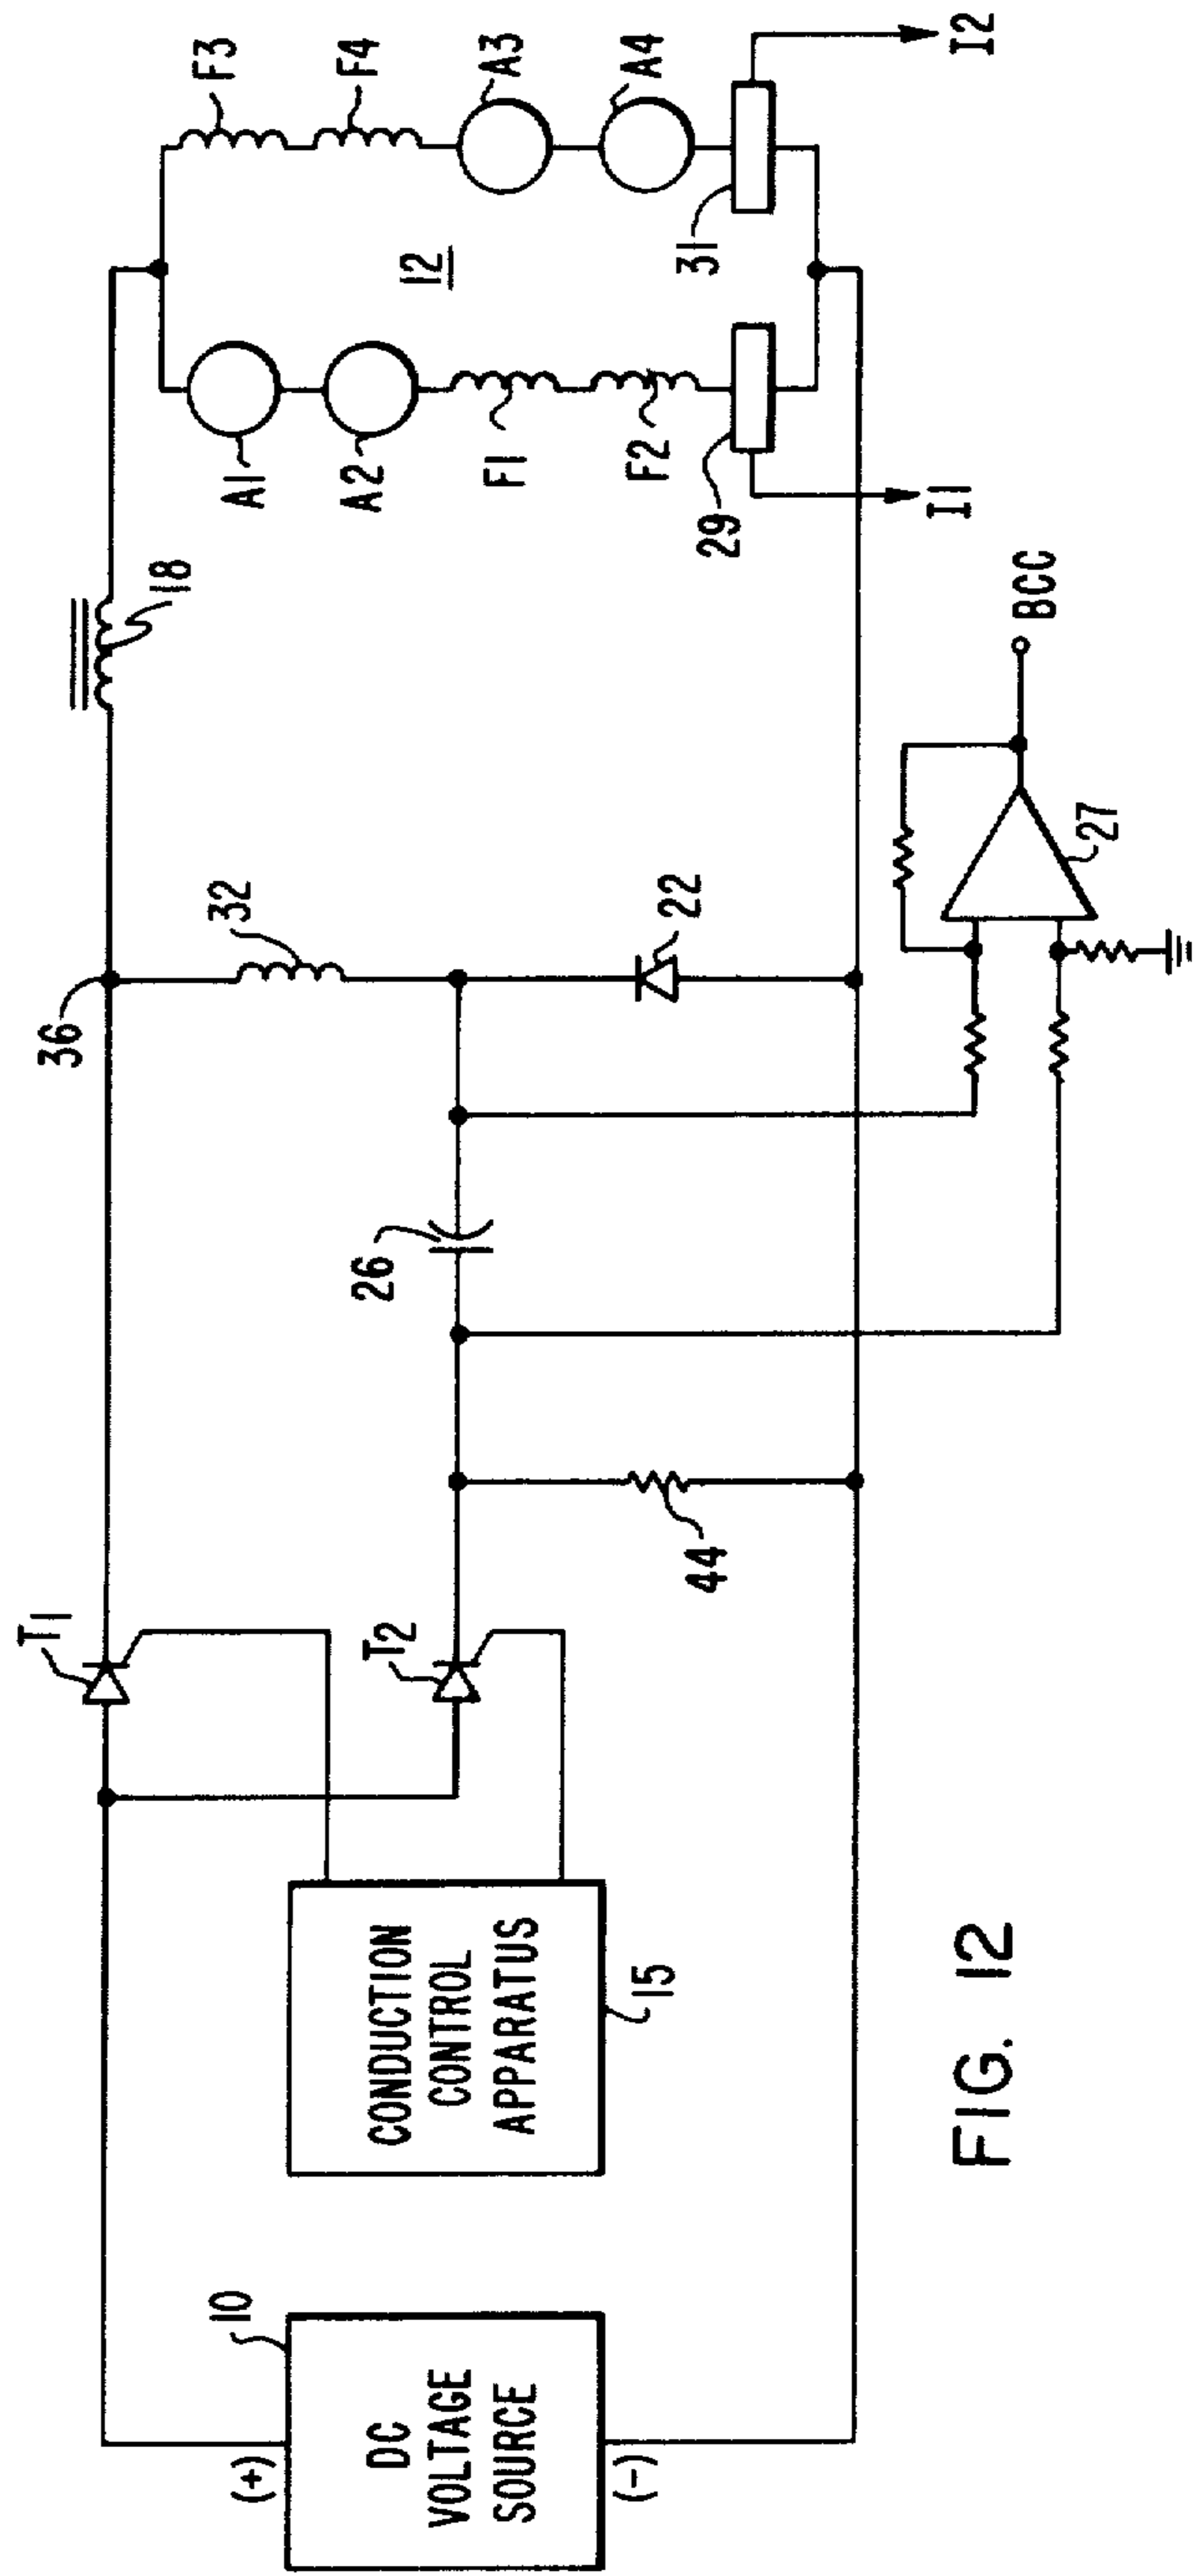 T1
36
32
18
F3
F4
A3
A4
A1
A2
F1
F2
12
29
31
I1
I2
T2
26
22
44
27
BCC
10
(+)
DC
VOLTAGE
SOURCE
(-)
CONDUCTION
CONTROL
APPARATUS
15
FIG. 12